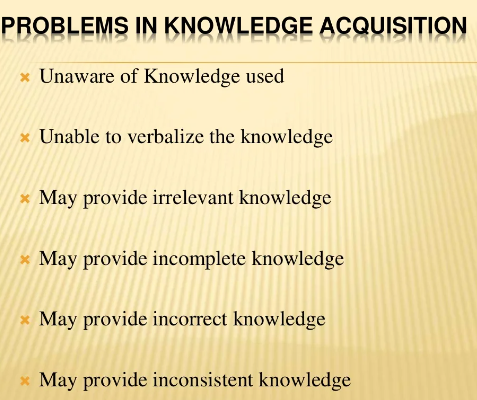 PROBLEMS IN KNOWLEDGE ACQUISITION
Unaware of Knowledge used
Unable to verbalize the knowledge
May provide irrelevant knowledge
May provide incomplete knowledge
May provide incorrect knowledge
May provide inconsistent knowledge